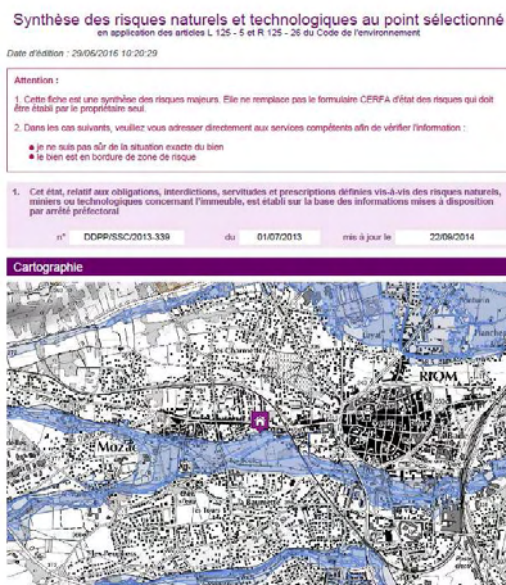 Synthèse des risques naturels et technologiques au point sélectionné
en application des articles L 125 - 5 et R 125 - 26 du Code de l'environnement
Date d'édition : 29/06/2016 10:20:29
Attention :
1. Cette fiche est une synthèse des risques majeurs. Elle ne remplace pas le formulaire CERFA d'état des risques qui doit
être établi par le propriétaire seul.
2. Dans les cas suivants, veuillez vous adresser directement aux services compétents afin de vérifier l'information :
je ne suis pas sûr de la situation exacte du bien
le bien est en bordure de zone de risque
1. Cet état, relatif aux obligations, interdictions, servitudes et prescriptions définies vis-à-vis des risques naturels,
miniers ou technologiques concernant l'immeuble, est établi sur la base des informations mises à disposition
par arrêté préfectoral
n° DDPP/SSC/2013-339 du 01/07/2013 mis à jour le 22/09/2014
Cartographie
les Charmettes
Layat
RIOM
Mozac